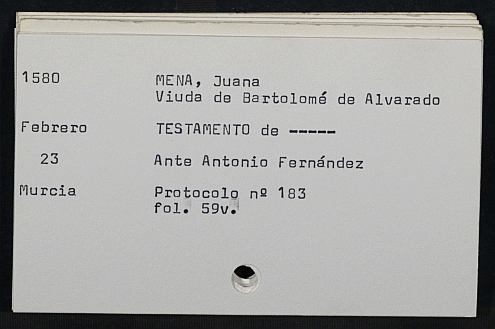 1580 MENA, Juana
Viuda de Bartolomé de Alvarado
Febrero TESTAMENTO de -----
23 Ante Antonio Fernández
Murcia Protocolo nº 183
fol. 59v.